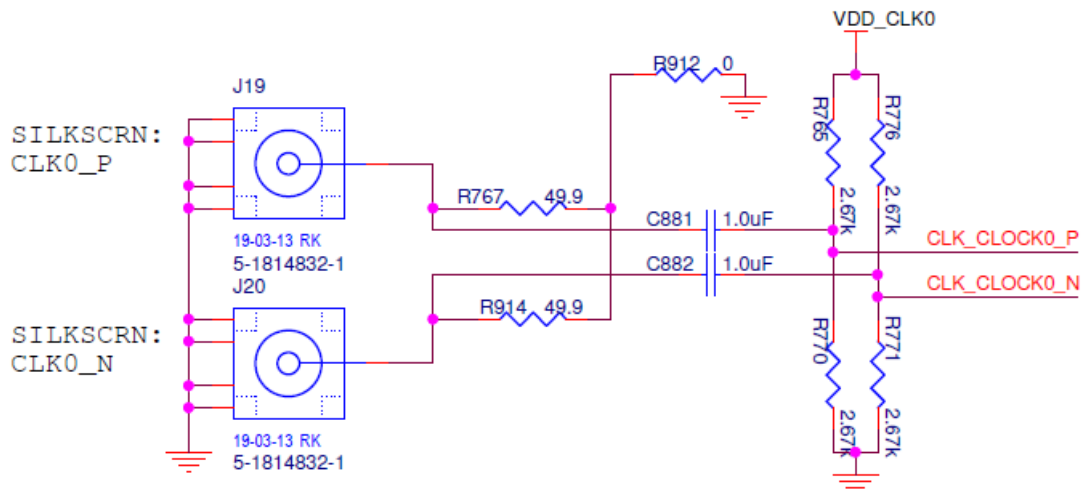 VDD_CLK0
R912 0
J19
SILKSCRN:
CLK0_P
R765
R776
R767 49.9
2.67k
2.67k
C881 1.0uF
19-03-13 RK
5-1814832-1
CLK_CLOCK0_P
C882 1.0uF
J20
CLK_CLOCK0_N
R914 49.9
SILKSCRN:
CLK0_N
R770
R771
2.67k
2.67k
19-03-13 RK
5-1814832-1